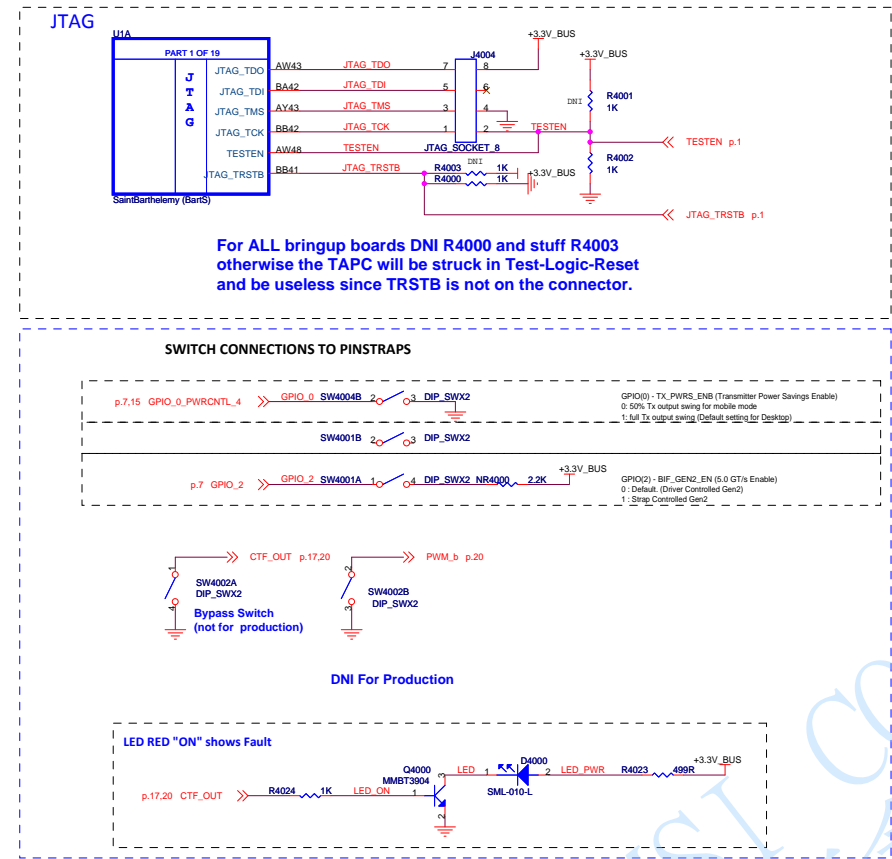 JTAG
U1A
PART 1 OF 19
J
T
A
G
JTAG_TDO AW43 JTAG_TDO 7 8
JTAG_TDI BA42 JTAG_TDI 5 6
JTAG_TMS AY43 JTAG_TMS 3 4
JTAG_TCK BB42 JTAG_TCK 1 2 TESTEN
TESTEN AW48 TESTEN
JTAG_TRSTB BB41 JTAG_TRSTB
SaintBarthelemy (BartS)
J4004
JTAG_SOCKET_8
+3.3V_BUS
+3.3V_BUS
DNI R4001
1K
R4002
1K
TESTEN p.1
DNI
R4003 1K +3.3V_BUS
R4000 1K
JTAG_TRSTB p.1
For ALL bringup boards DNI R4000 and stuff R4003
otherwise the TAPC will be struck in Test-Logic-Reset
and be useless since TRSTB is not on the connector.
SWITCH CONNECTIONS TO PINSTRAPS
p.7,15 GPIO_0_PWRCNTL_4 GPIO_0 SW4004B 2 3 DIP_SWX2
GPIO(0) - TX_PWRS_ENB (Transmitter Power Savings Enable)
0: 50% Tx output swing for mobile mode
1: full Tx output swing (Default setting for Desktop)
SW4001B 2 3 DIP_SWX2
p.7 GPIO_2 GPIO_2 SW4001A 1 4 DIP_SWX2 NR4000 2.2K +3.3V_BUS
GPIO(2) - BIF_GEN2_EN (5.0 GT/s Enable)
0 : Default. (Driver Controlled Gen2)
1 : Strap Controlled Gen2
CTF_OUT p.17,20
1
SW4002A
DIP_SWX2
4
Bypass Switch
(not for production)
PWM_b p.20
2
SW4002B
DIP_SWX2
3
DNI For Production
LED RED "ON" shows Fault
p.17,20 CTF_OUT R4024 1K LED_ON 1
Q4000
MMBT3904
3
2
LED 1 D4000 2 LED_PWR R4023 499R +3.3V_BUS
SML-010-L